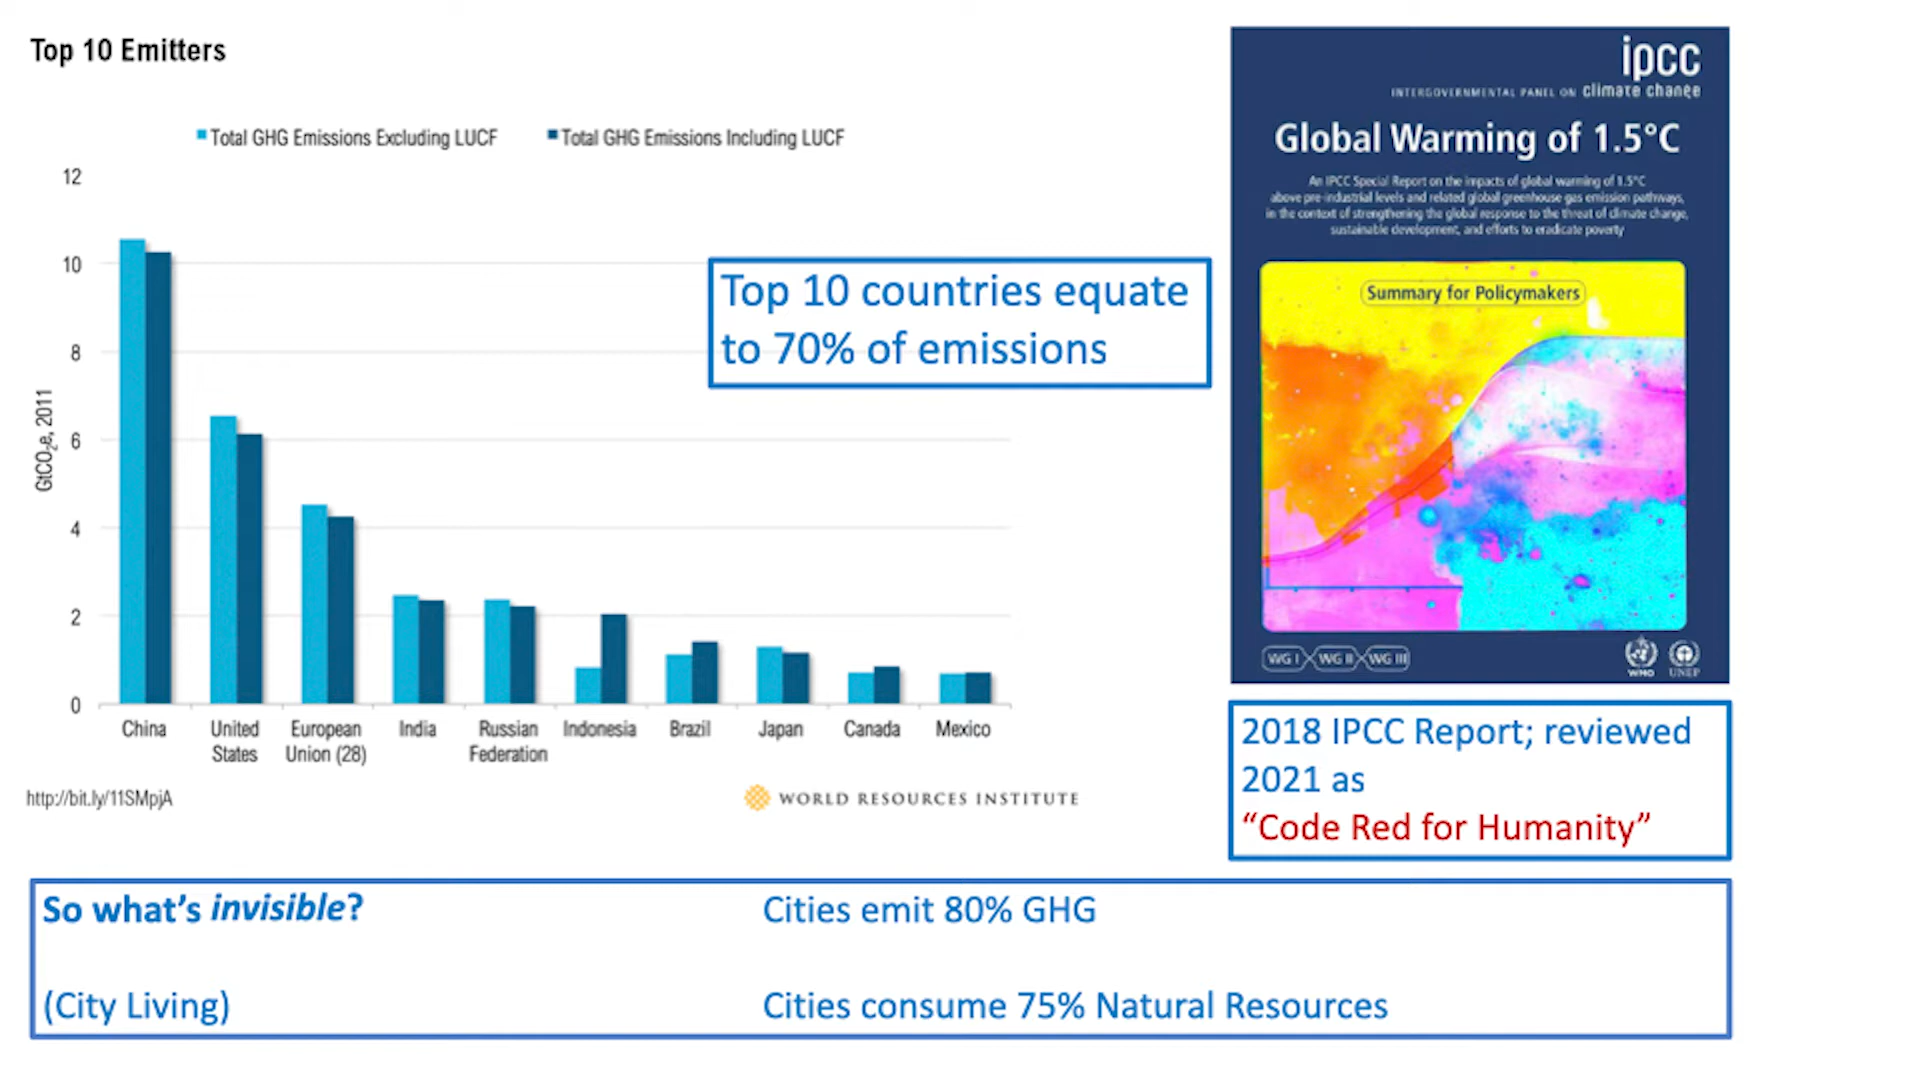 Top 10 Emitters
Total GHG Emissions Excluding LUCF
Total GHG Emissions Including LUCF
12
10
8
6
4
2
0
GtCO₂e, 2011
China
United
States
European
Union (28)
India
Russian
Federation
Indonesia
Brazil
Japan
Canada
Mexico
http://bit.ly/11SMpjA
WORLD RESOURCES INSTITUTE
Top 10 countries equate
to 70% of emissions
ipcc
INTERGOVERNMENTAL PANEL ON climate change
Global Warming of 1.5°C
An IPCC Special Report on the impacts of global warming of 1.5°C
above pre-industrial levels and related global greenhouse gas emission pathways,
in the context of strengthening the global response to the threat of climate change,
sustainable development, and efforts to eradicate poverty
Summary for Policymakers
WG I WG II WG III
WMO UNEP
2018 IPCC Report; reviewed
2021 as
“Code Red for Humanity”
So what’s invisible?
Cities emit 80% GHG
(City Living)
Cities consume 75% Natural Resources